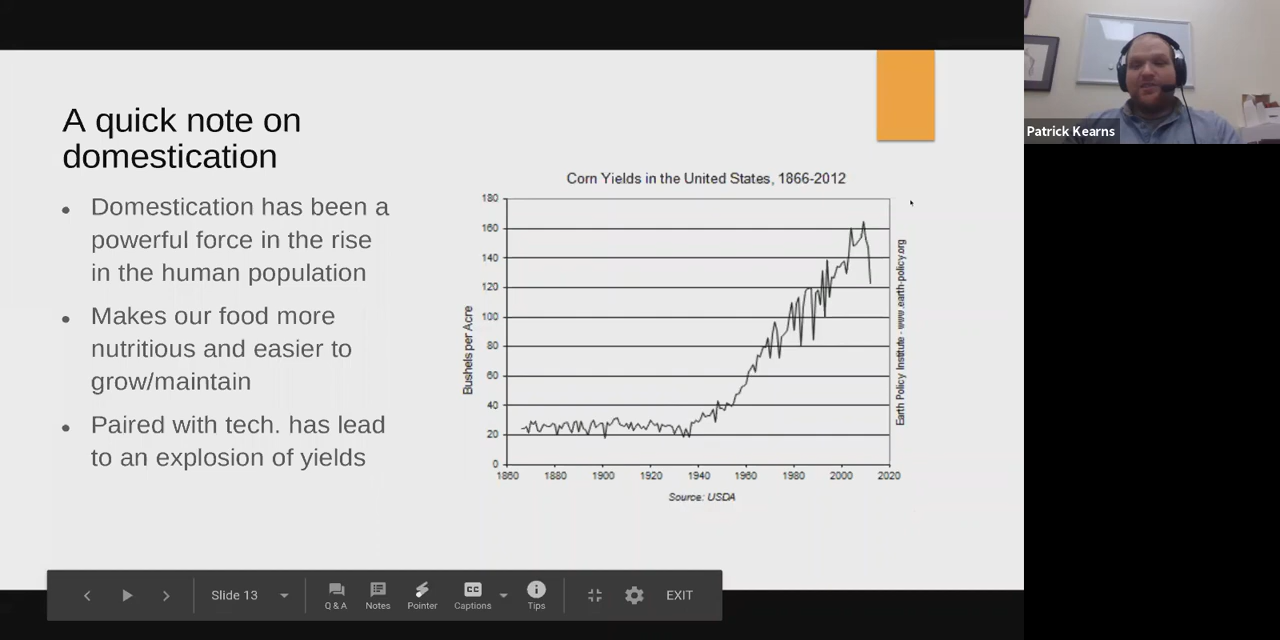 A quick note on
domestication
• Domestication has been a
powerful force in the rise
in the human population
• Makes our food more
nutritious and easier to
grow/maintain
• Paired with tech. has lead
to an explosion of yields
Corn Yields in the United States, 1866-2012
Bushels per Acre
180
160
140
120
100
80
60
40
20
0
1860 1880 1900 1920 1940 1960 1980 2000 2020
Source: USDA
Earth Policy Institute - www.earth-policy.org
Patrick Kearns
Slide 13
Q & A
Notes
Pointer
CC
Captions
Tips
EXIT